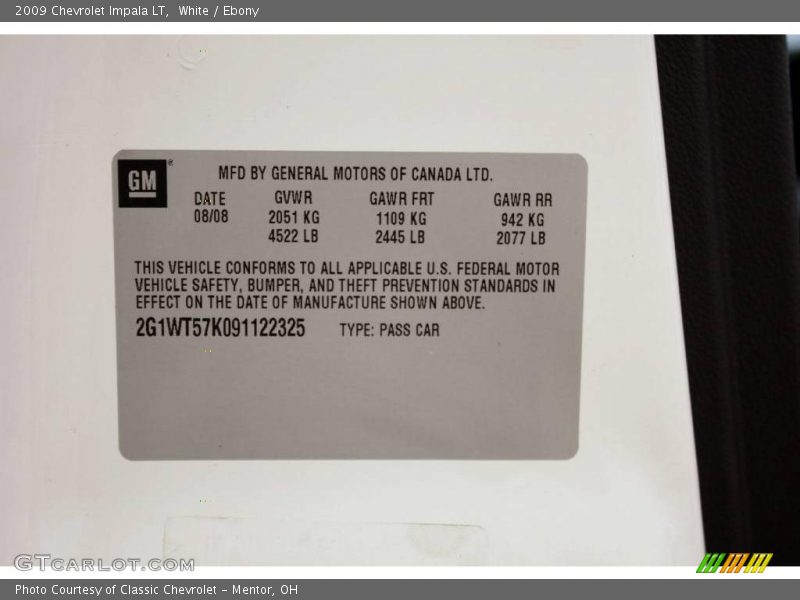 2009 Chevrolet Impala LT, White / Ebony
GM ®
MFD BY GENERAL MOTORS OF CANADA LTD.
DATE GVWR GAWR FRT GAWR RR
08/08 2051 KG 1109 KG 942 KG
4522 LB 2445 LB 2077 LB
THIS VEHICLE CONFORMS TO ALL APPLICABLE U.S. FEDERAL MOTOR
VEHICLE SAFETY, BUMPER, AND THEFT PREVENTION STANDARDS IN
EFFECT ON THE DATE OF MANUFACTURE SHOWN ABOVE.
2G1WT57K091122325 TYPE: PASS CAR
GTCARLOT.COM
Photo Courtesy of Classic Chevrolet - Mentor, OH